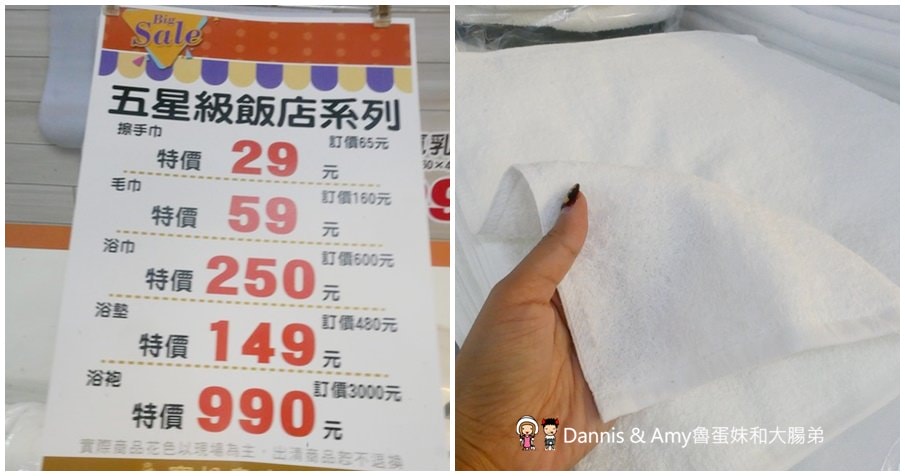 Big
Sale
五星級飯店系列
擦手巾
訂價65元
特價 29 元
毛巾
訂價160元
特價 59 元
浴巾
訂價600元
特價 250 元
浴墊
訂價480元
特價 149 元
浴袍
訂價3000元
特價 990 元
實際商品花色以現場為主，出清商品恕不退換
Dannis & Amy魯蛋妹和大腸弟